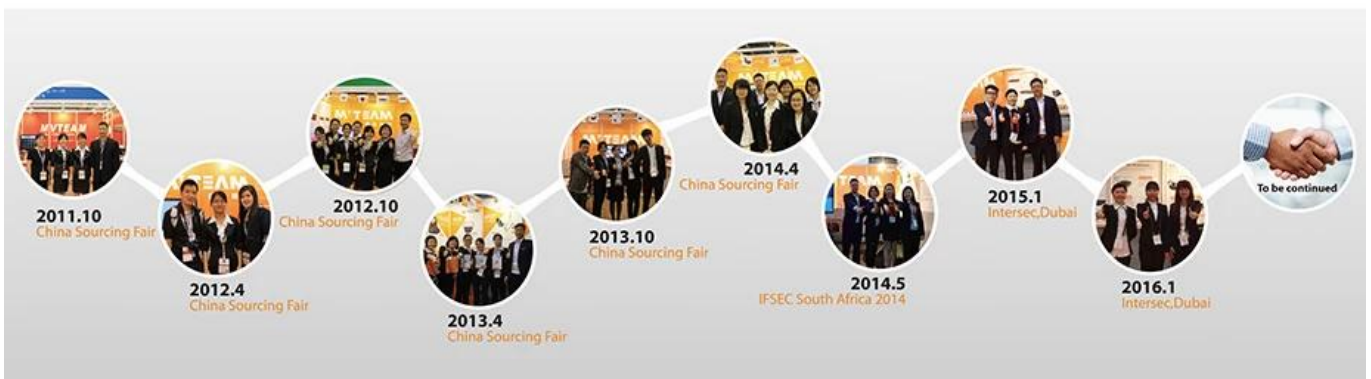 MVTEAM
2011.10
China Sourcing Fair
2012.4
China Sourcing Fair
2012.10
China Sourcing Fair
2013.4
China Sourcing Fair
2013.10
China Sourcing Fair
2014.4
China Sourcing Fair
2014.5
IFSEC South Africa 2014
2015.1
Intersec,Dubai
2016.1
Intersec,Dubai
To be continued